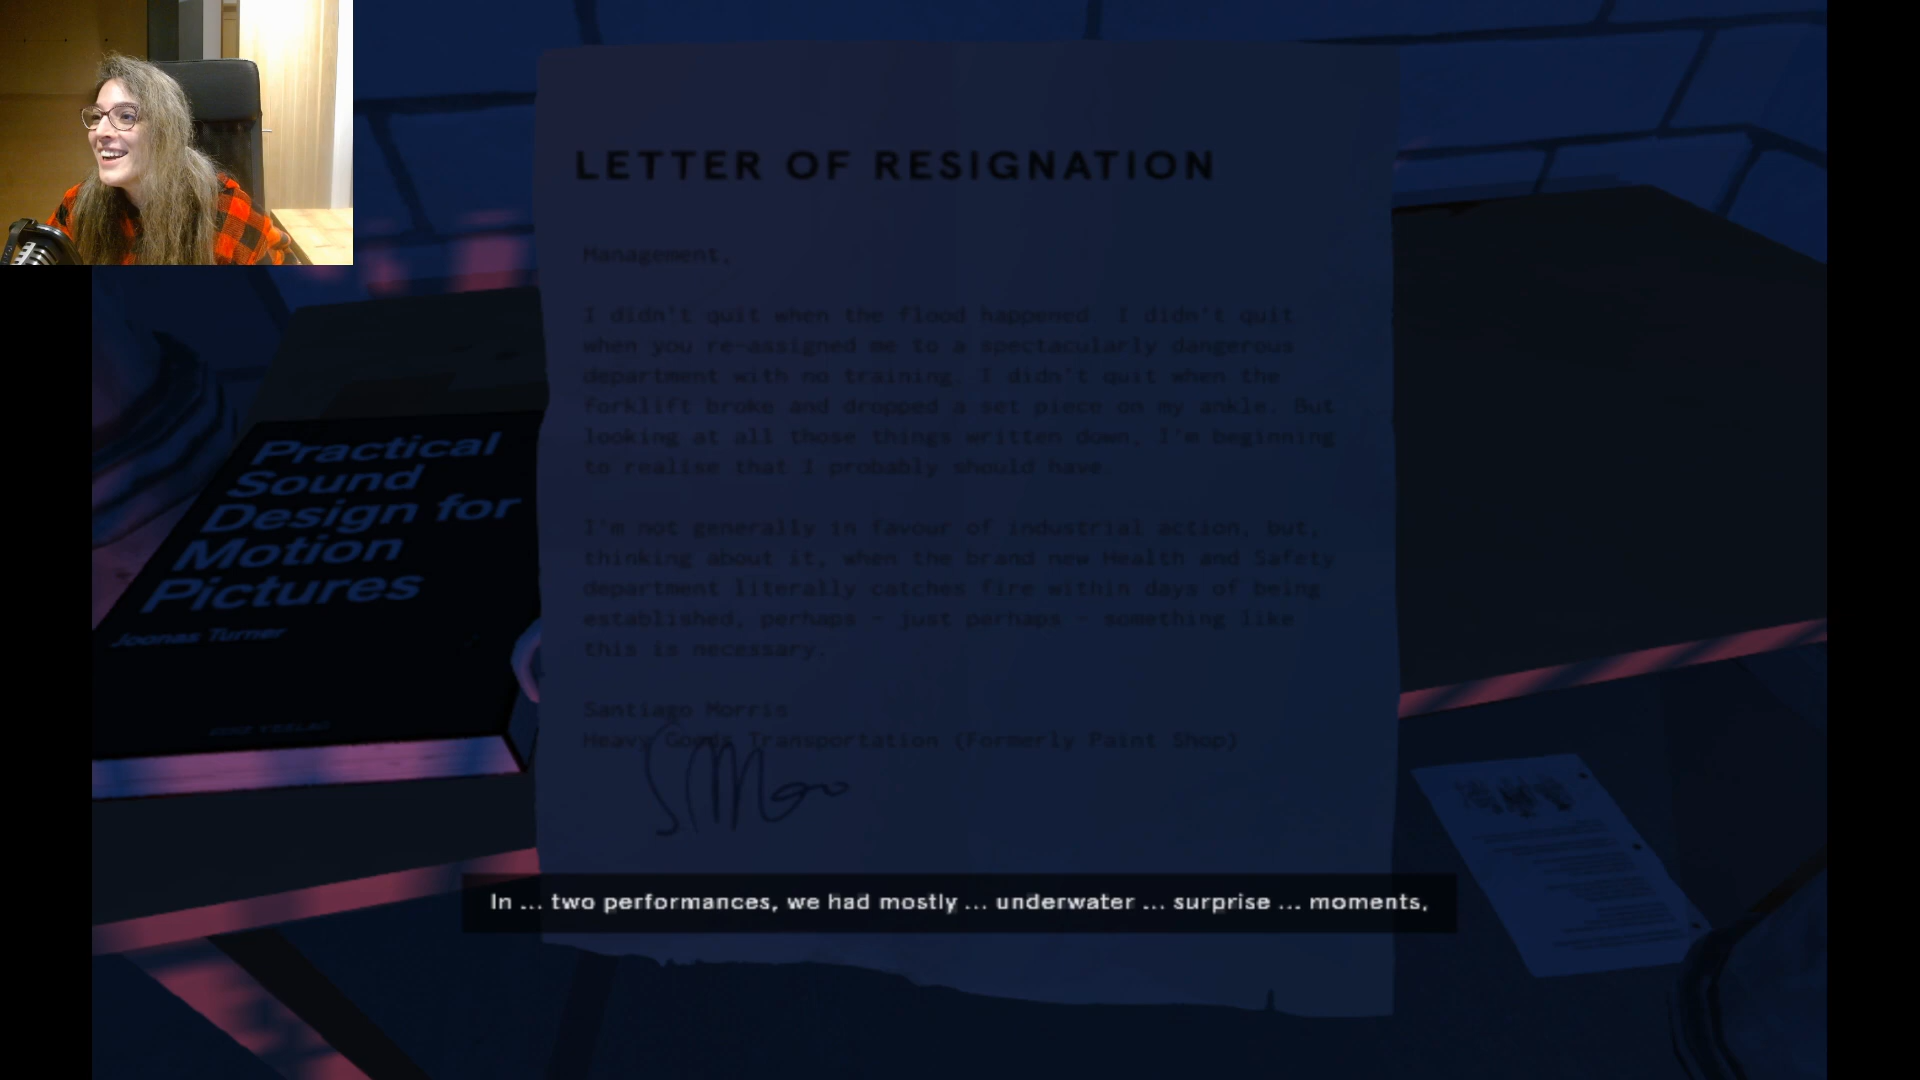 LETTER OF RESIGNATION
Management,
I didn't quit when the flood happened. I didn't quit
when you re-assigned me to a spectacularly dangerous
department with no training. I didn't quit when the
forklift broke and dropped a set piece on my ankle. But
looking at all those things written down, I'm beginning
to realise that I probably should have.
I'm not generally in favour of industrial action, but,
thinking about it, when the brand new Health and Safety
department literally catches fire within days of being
established, perhaps - just perhaps - something like
this is necessary.
Santiago Morris
Heavy Goods Transportation (Formerly Paint Shop)
Practical
Sound
Design for
Motion
Pictures
Joonas Turner
In ... two performances, we had mostly ... underwater ... surprise ... moments,